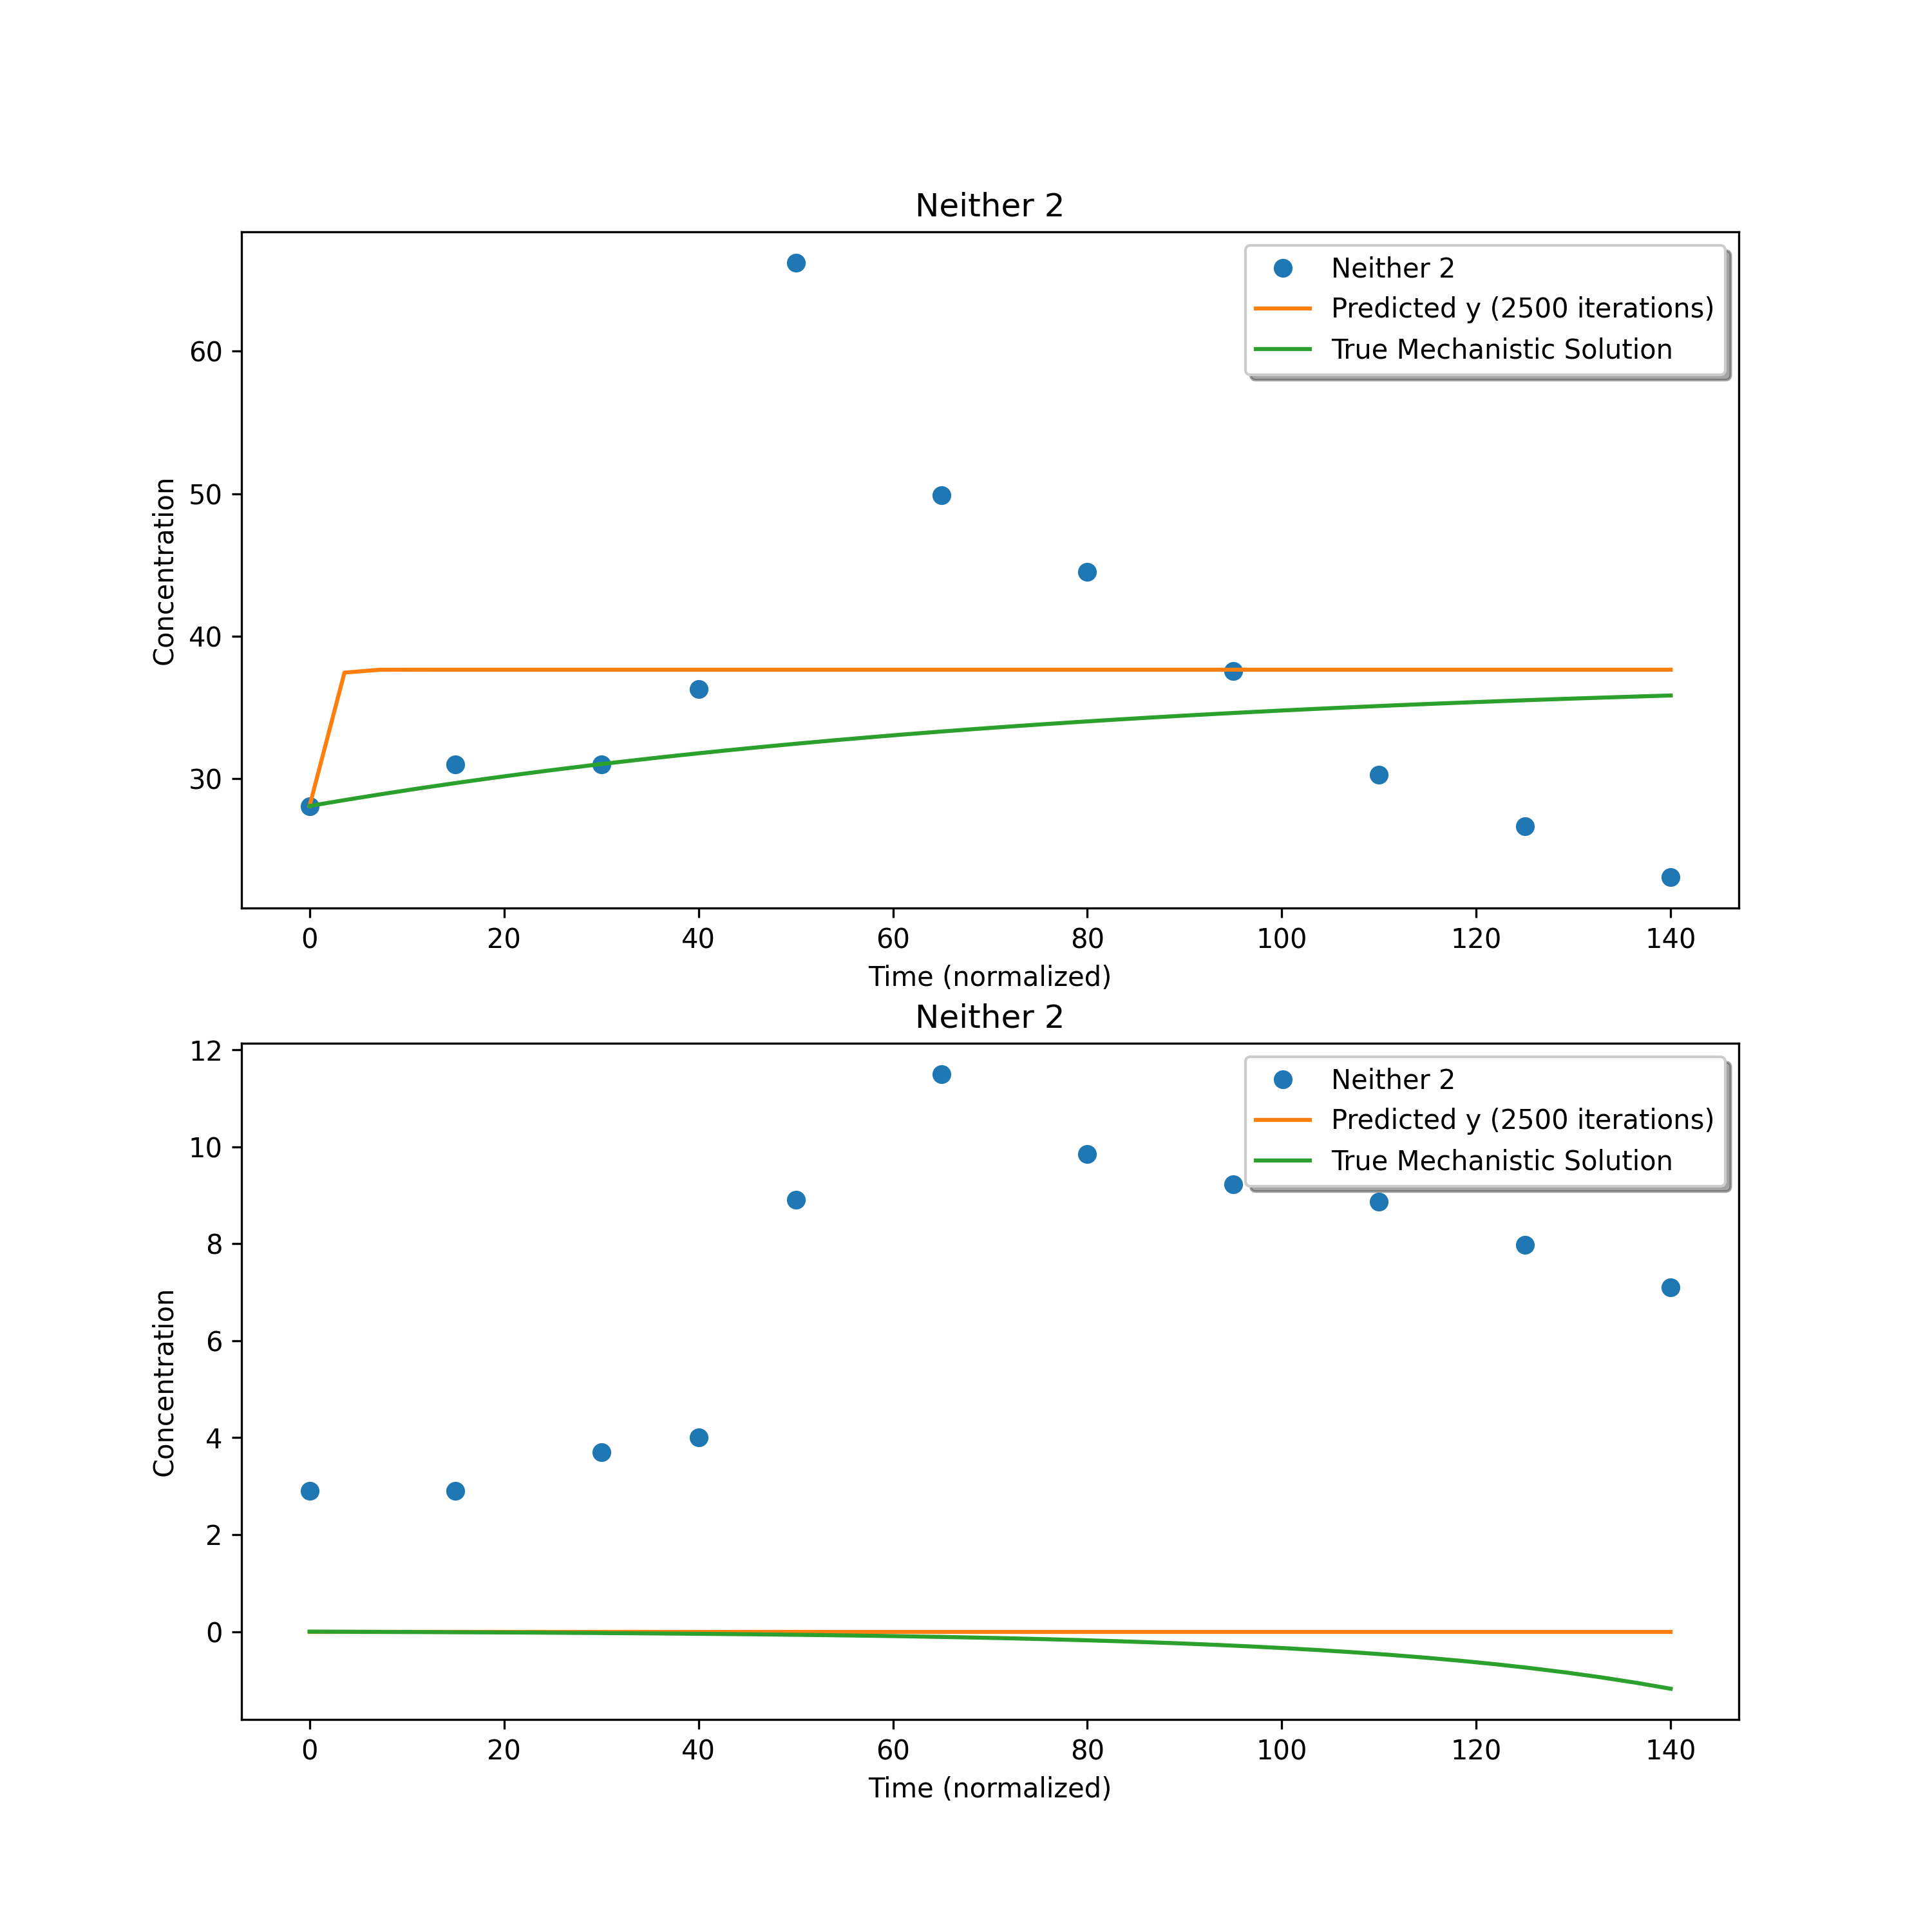 Neither 2
Neither 2
Predicted y (2500 iterations)
True Mechanistic Solution
Concentration
60
50
40
30
0 20 40 60 80 100 120 140
Time (normalized)
Neither 2
Neither 2
Predicted y (2500 iterations)
True Mechanistic Solution
Concentration
12
10
8
6
4
2
0
0 20 40 60 80 100 120 140
Time (normalized)